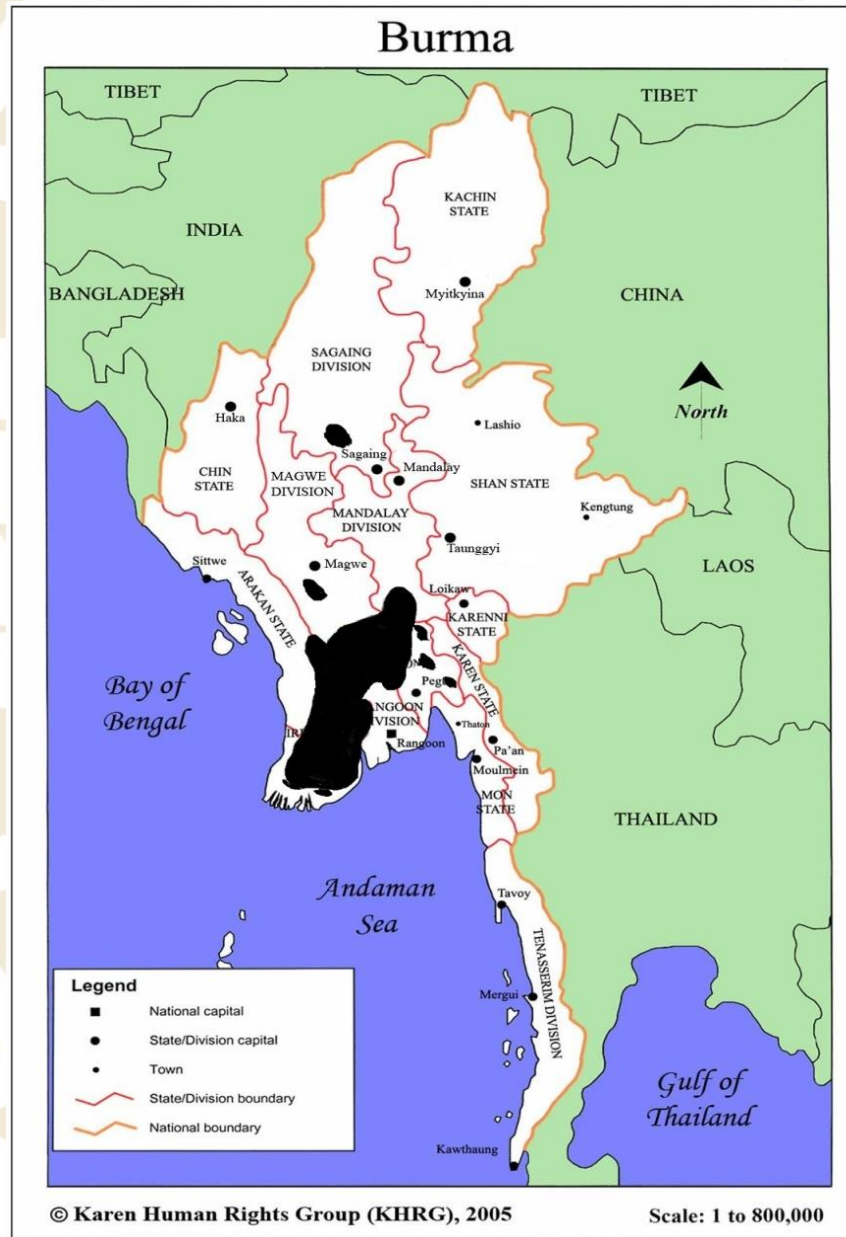 Burma
TIBET
TIBET
KACHIN
STATE
INDIA
BANGLADESH
Myitkyina
CHINA
SAGAING
DIVISION
North
Haka
Lashio
Sagaing
Mandalay
CHIN
STATE
MAGWE
DIVISION
SHAN STATE
MANDALAY
DIVISION
Kengtung
Taunggyi
Sittwe
Magwe
LAOS
ARAKAN STATE
Loikaw
KARENNI
STATE
KAREN STATE
Bay of
Bengal
DIVISION
Rangoon
Thaton
Pa'an
Moulmein
MON
STATE
THAILAND
Andaman
Sea
Tavoy
TENASSERIM DIVISION
Mergui
Gulf of
Thailand
Kawthaung
Legend
National capital
State/Division capital
Town
State/Division boundary
National boundary
© Karen Human Rights Group (KHRG), 2005
Scale: 1 to 800,000